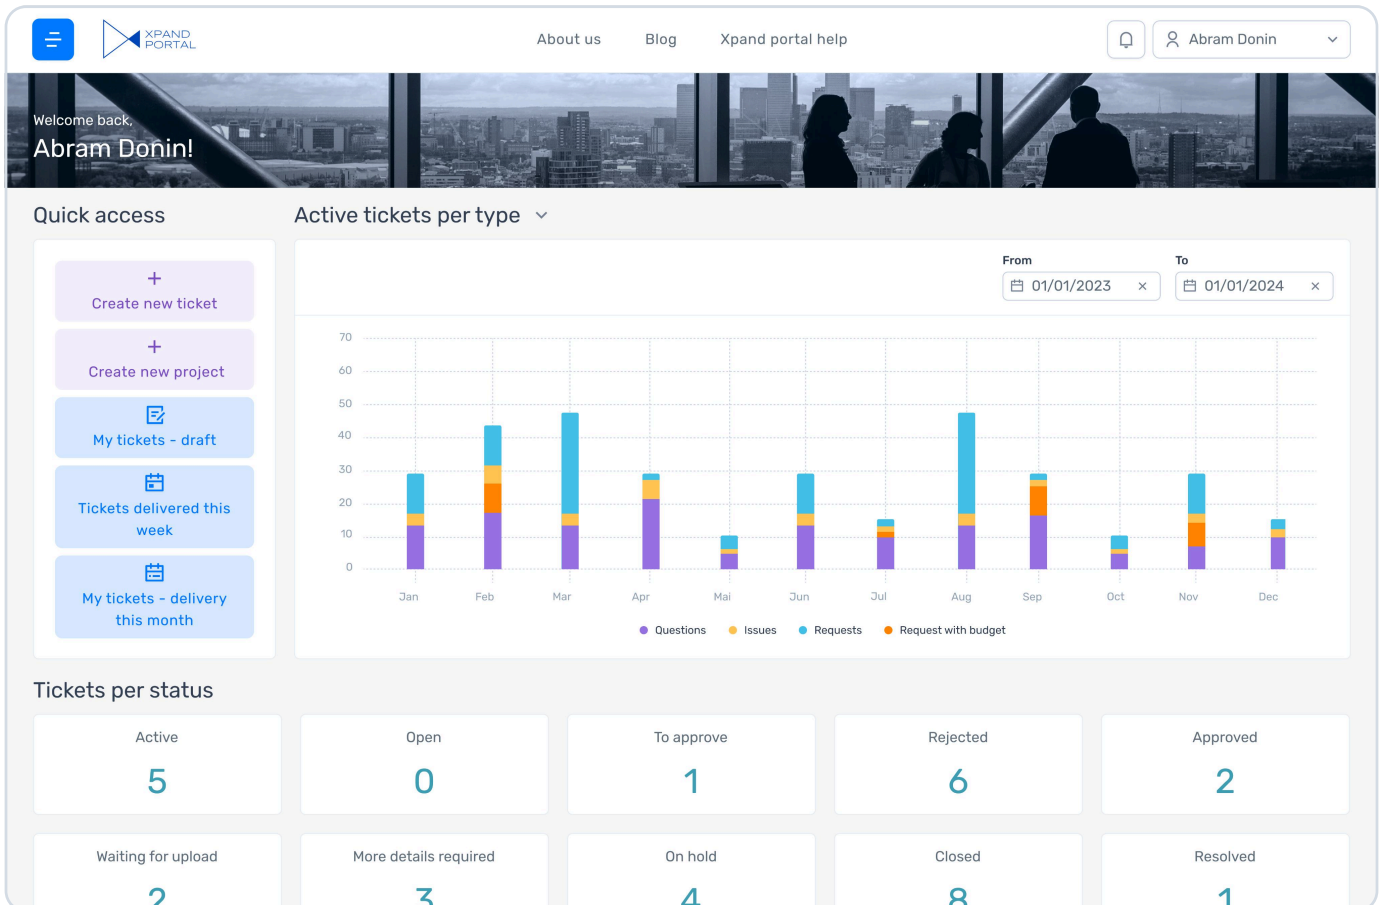 XPAND
PORTAL
About us
Blog
Xpand portal help
Abram Donin
Welcome back,
Abram Donin!
Quick access
Active tickets per type
+
Create new ticket
+
Create new project
My tickets - draft
Tickets delivered this
week
My tickets - delivery
this month
From
To
01/01/2023
01/01/2024
70
60
50
40
30
20
10
0
Jan
Feb
Mar
Apr
Mai
Jun
Jul
Aug
Sep
Oct
Nov
Dec
Questions
Issues
Requests
Request with budget
Tickets per status
Active
5
Open
0
To approve
1
Rejected
6
Approved
2
Waiting for upload
2
More details required
3
On hold
4
Closed
8
Resolved
1